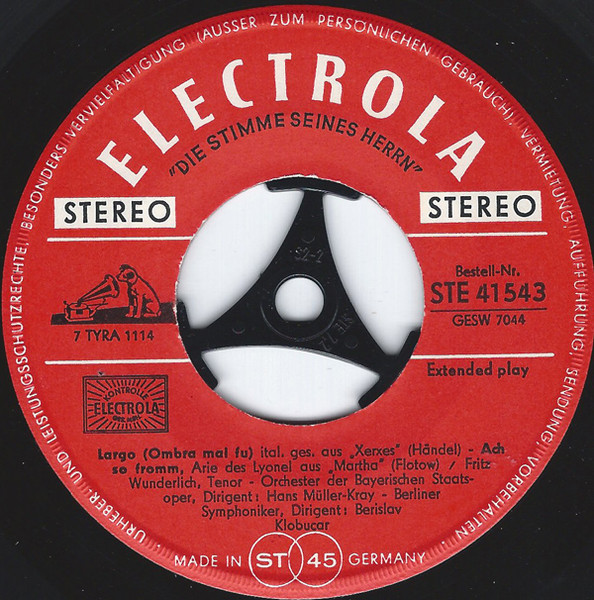 URHEBER UND LEISTUNGSSCHUTZRECHTE, BESONDERS VERVIELFÄLTIGUNG (AUSSER ZUM PERSÖNLICHEN GEBRAUCH), VERMIETUNG, AUFFÜHRUNG, SENDUNG VORBEHALTEN
ELECTROLA
"DIE STIMME SEINES HERRN"
STEREO
STEREO
Bestell-Nr.
STE 41543
GESW 7044
7 TYRA 1114
Extended play
KONTROLLE
ELECTROLA
Largo (Ombra mai fu) ital. ges. aus „Xerxes” (Händel) - Ach
so fromm, Arie des Lyonel aus „Martha” (Flotow) / Fritz
Wunderlich, Tenor - Orchester der Bayerischen Staats-
oper, Dirigent: Hans Müller-Kray - Berliner
Symphoniker, Dirigent: Berislav
Klobucar
MADE IN ST 45 GERMANY